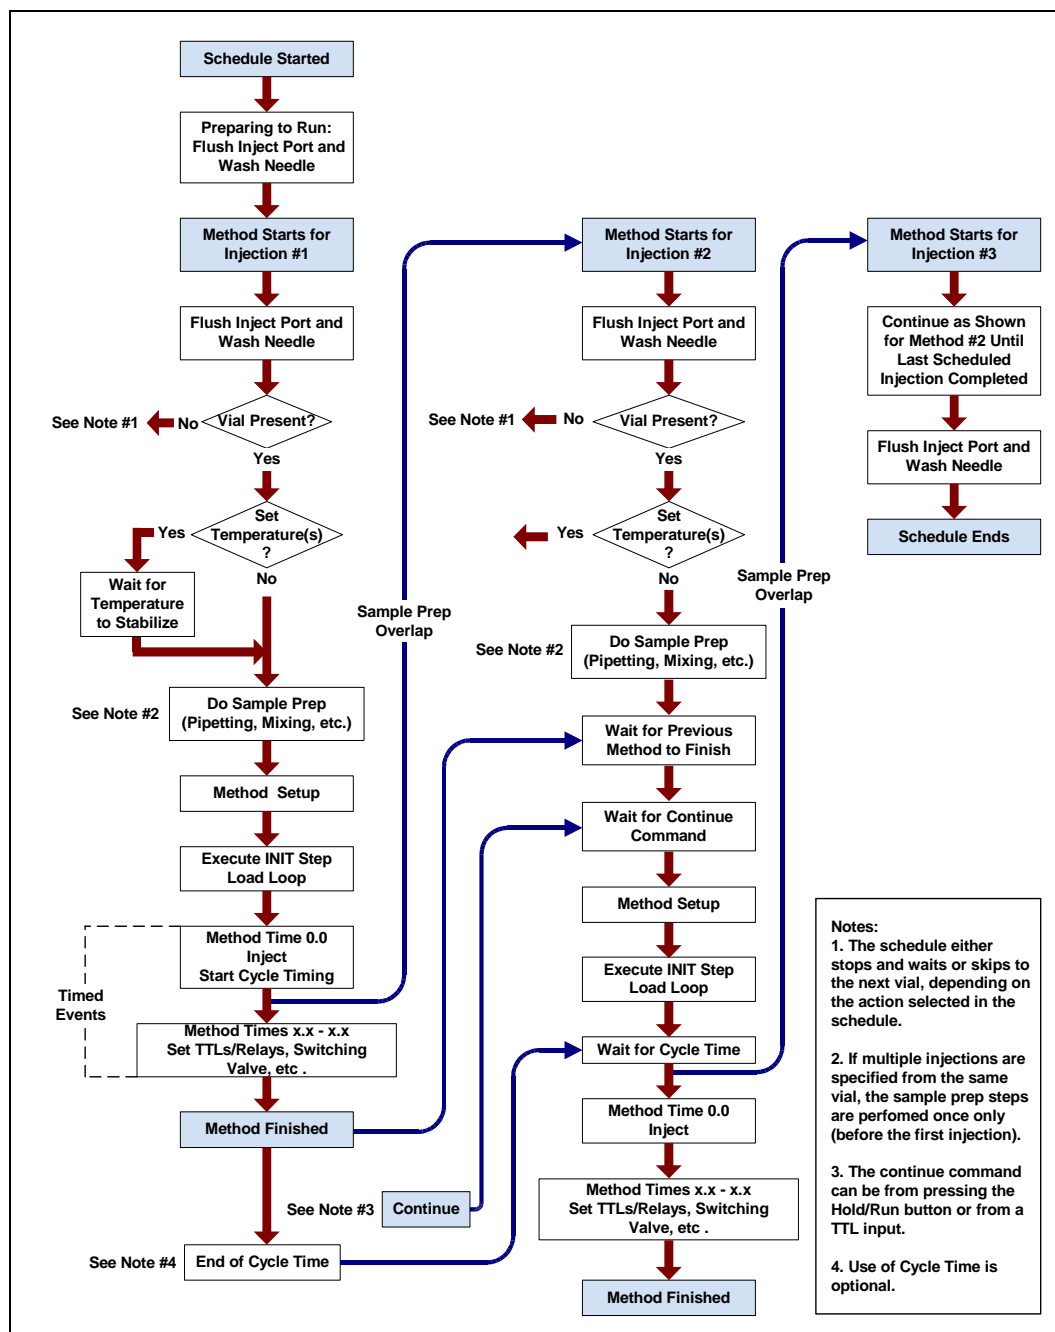 Schedule Started
Preparing to Run:
Flush Inject Port and
Wash Needle
Method Starts for
Injection #1
Flush Inject Port and
Wash Needle
Vial Present?
No
See Note #1
Yes
Set
Temperature(s)
?
Yes
No
Wait for
Temperature
to Stabilize
See Note #2
Do Sample Prep
(Pipetting, Mixing, etc.)
Method Setup
Execute INIT Step
Load Loop
Timed
Events
Method Time 0.0
Inject
Start Cycle Timing
Method Times x.x - x.x
Set TTLs/Relays, Switching
Valve, etc .
Method Finished
See Note #3
Continue
See Note #4
End of Cycle Time
Sample Prep
Overlap
Method Starts for
Injection #2
Flush Inject Port and
Wash Needle
Vial Present?
No
See Note #1
Yes
Set
Temperature(s)
?
Yes
No
See Note #2
Do Sample Prep
(Pipetting, Mixing, etc.)
Wait for Previous
Method to Finish
Wait for Continue
Command
Method Setup
Execute INIT Step
Load Loop
Wait for Cycle Time
Method Time 0.0
Inject
Method Times x.x - x.x
Set TTLs/Relays, Switching
Valve, etc .
Method Finished
Sample Prep
Overlap
Method Starts for
Injection #3
Continue as Shown
for Method #2 Until
Last Scheduled
Injection Completed
Flush Inject Port and
Wash Needle
Schedule Ends
Notes:
1. The schedule either
stops and waits or skips to
the next vial, depending on
the action selected in the
schedule.
2. If multiple injections are
specified from the same
vial, the sample prep steps
are perfomed once only
(before the first injection).
3. The continue command
can be from pressing the
Hold/Run button or from a
TTL input.
4. Use of Cycle Time is
optional.